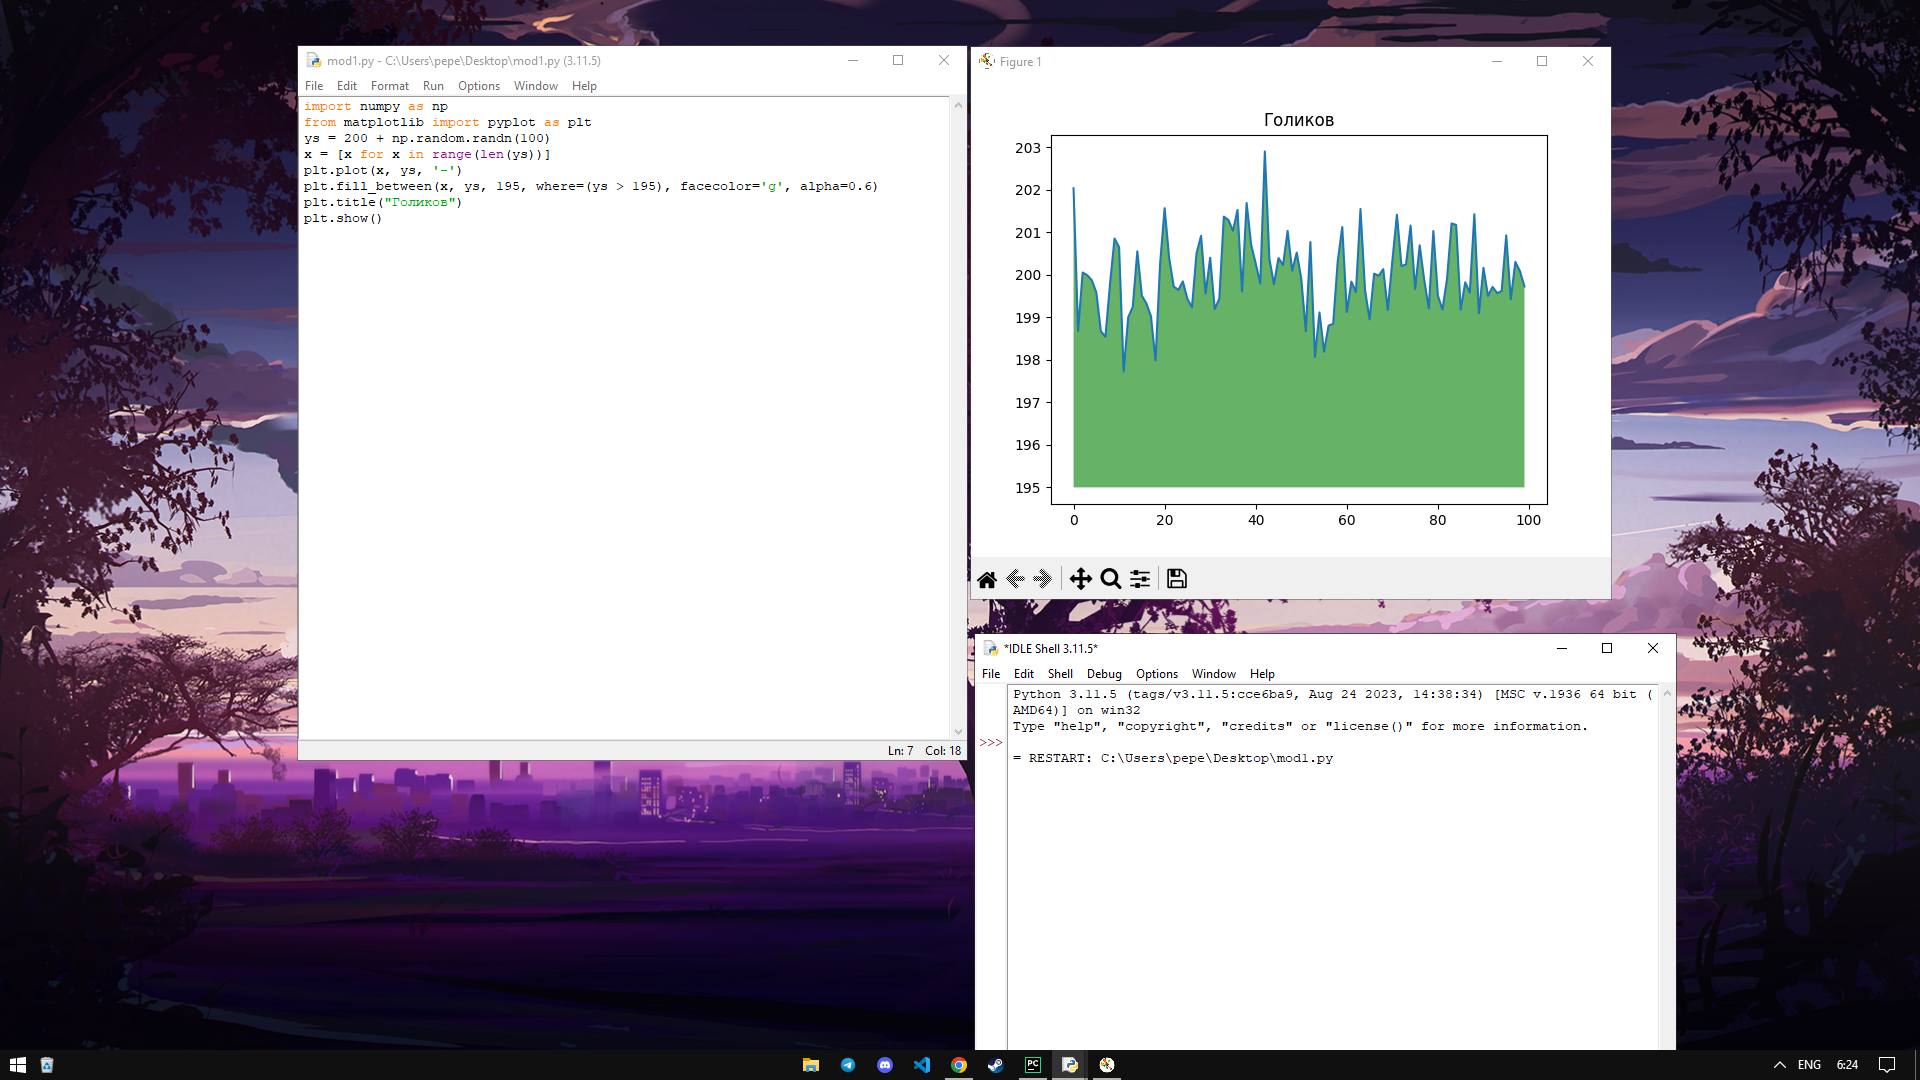 mod1.py - C:\Users\pepe\Desktop\mod1.py (3.11.5)
File Edit Format Run Options Window Help
import numpy as np
from matplotlib import pyplot as plt
ys = 200 + np.random.randn(100)
x = [x for x in range(len(ys))]
plt.plot(x, ys, '-')
plt.fill_between(x, ys, 195, where=(ys > 195), facecolor='g', alpha=0.6)
plt.title("Голиков")
plt.show()
Ln: 7 Col: 18
Figure 1
Голиков
203
202
201
200
199
198
197
196
195
0 20 40 60 80 100
*IDLE Shell 3.11.5*
File Edit Shell Debug Options Window Help
Python 3.11.5 (tags/v3.11.5:cce6ba9, Aug 24 2023, 14:38:34) [MSC v.1936 64 bit (
AMD64)] on win32
Type "help", "copyright", "credits" or "license()" for more information.
>>>
= RESTART: C:\Users\pepe\Desktop\mod1.py
PC
ENG 6:24